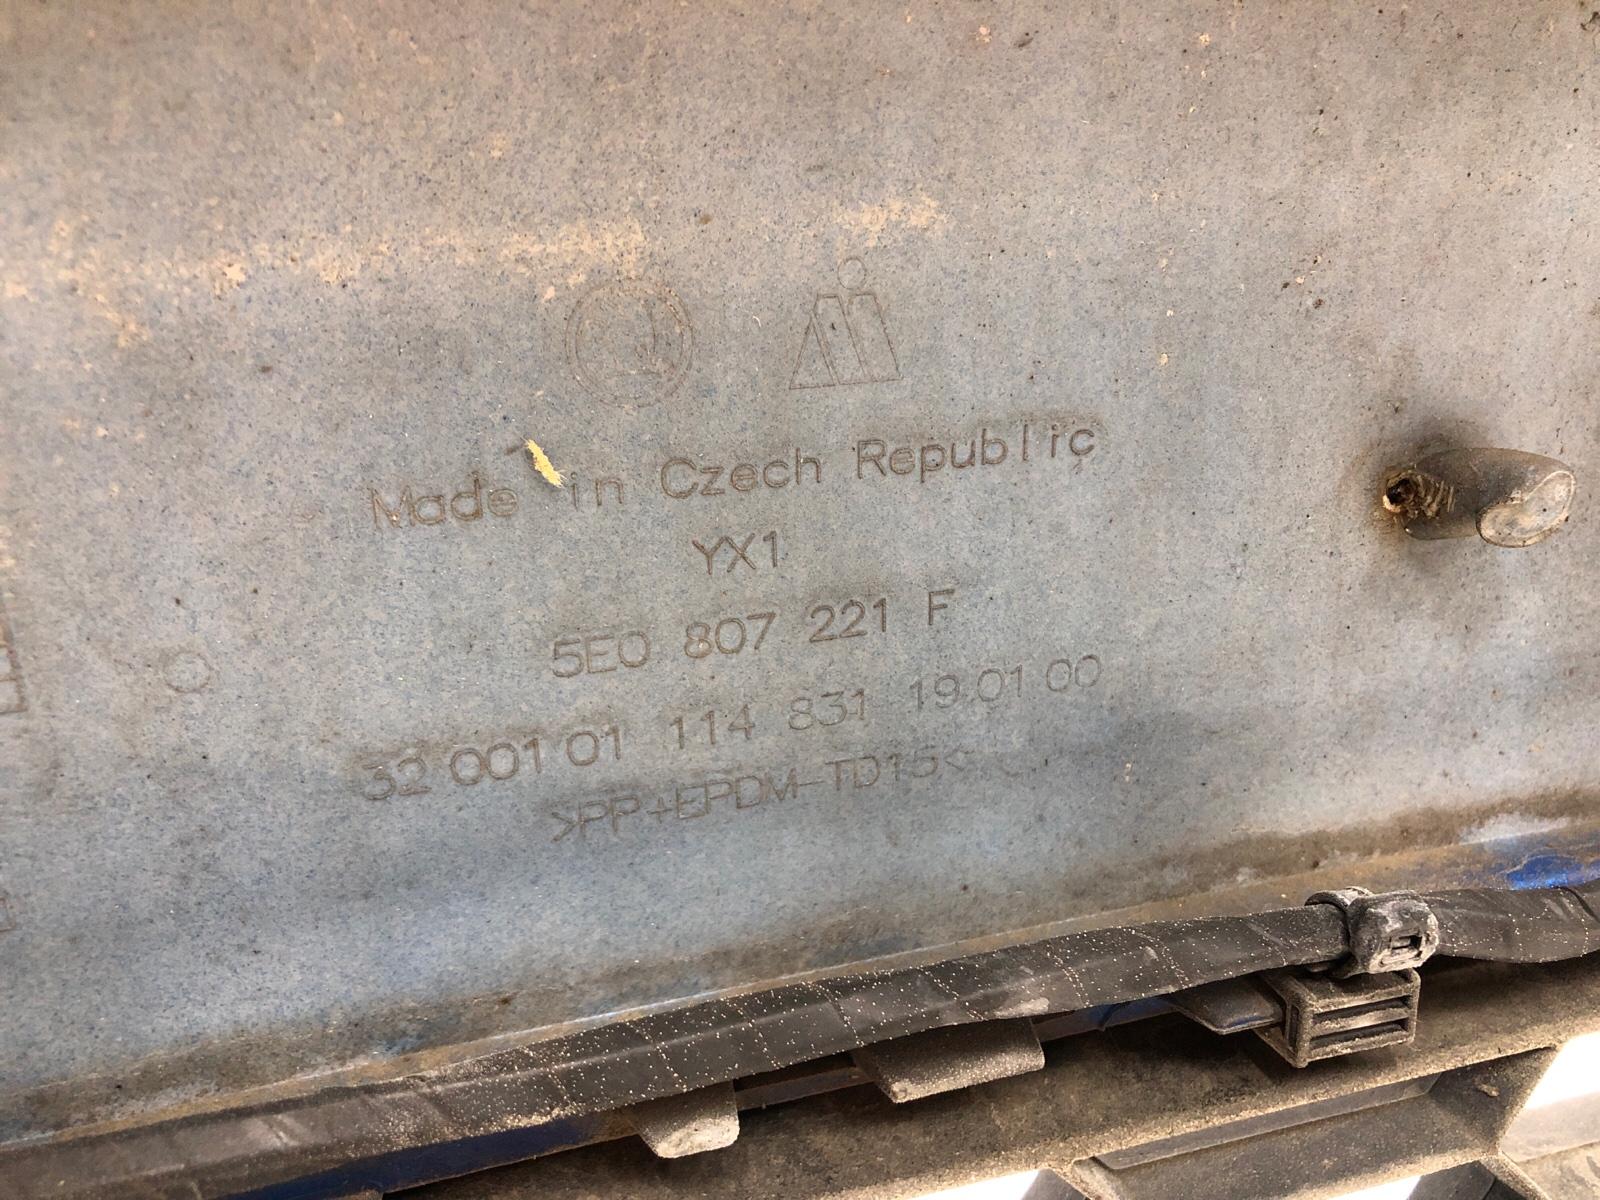 Made in Czech Republic
YX1
5E0 807 221 F
32 001 01 114 831 19 01 00
>PP+EPDM-TD15<